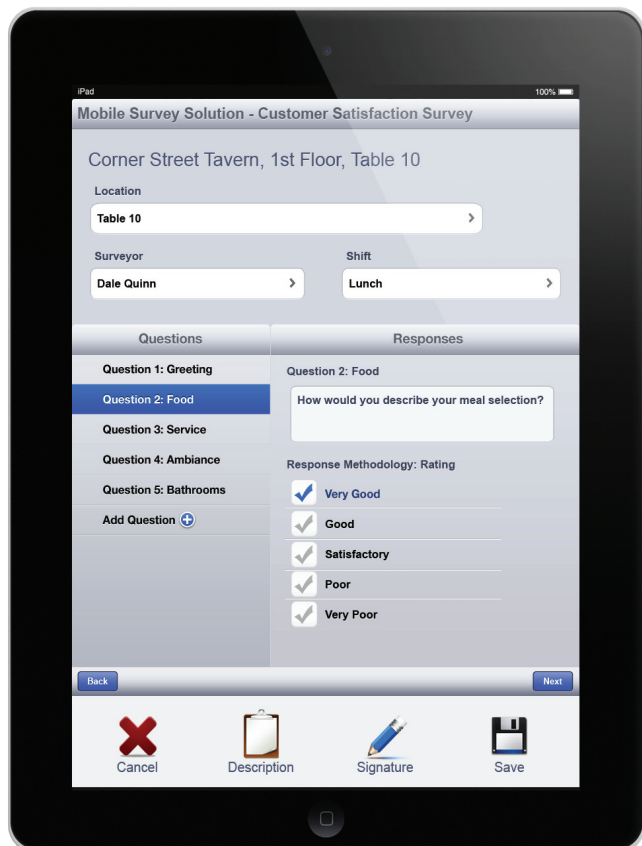 iPad 100%
Mobile Survey Solution - Customer Satisfaction Survey
Corner Street Tavern, 1st Floor, Table 10
Location
Table 10
Surveyor Shift
Dale Quinn Lunch
Questions Responses
Question 1: Greeting
Question 2: Food
Question 3: Service
Question 4: Ambiance
Question 5: Bathrooms
Add Question
Question 2: Food
How would you describe your meal selection?
Response Methodology: Rating
Very Good
Good
Satisfactory
Poor
Very Poor
Back Next
Cancel Description Signature Save